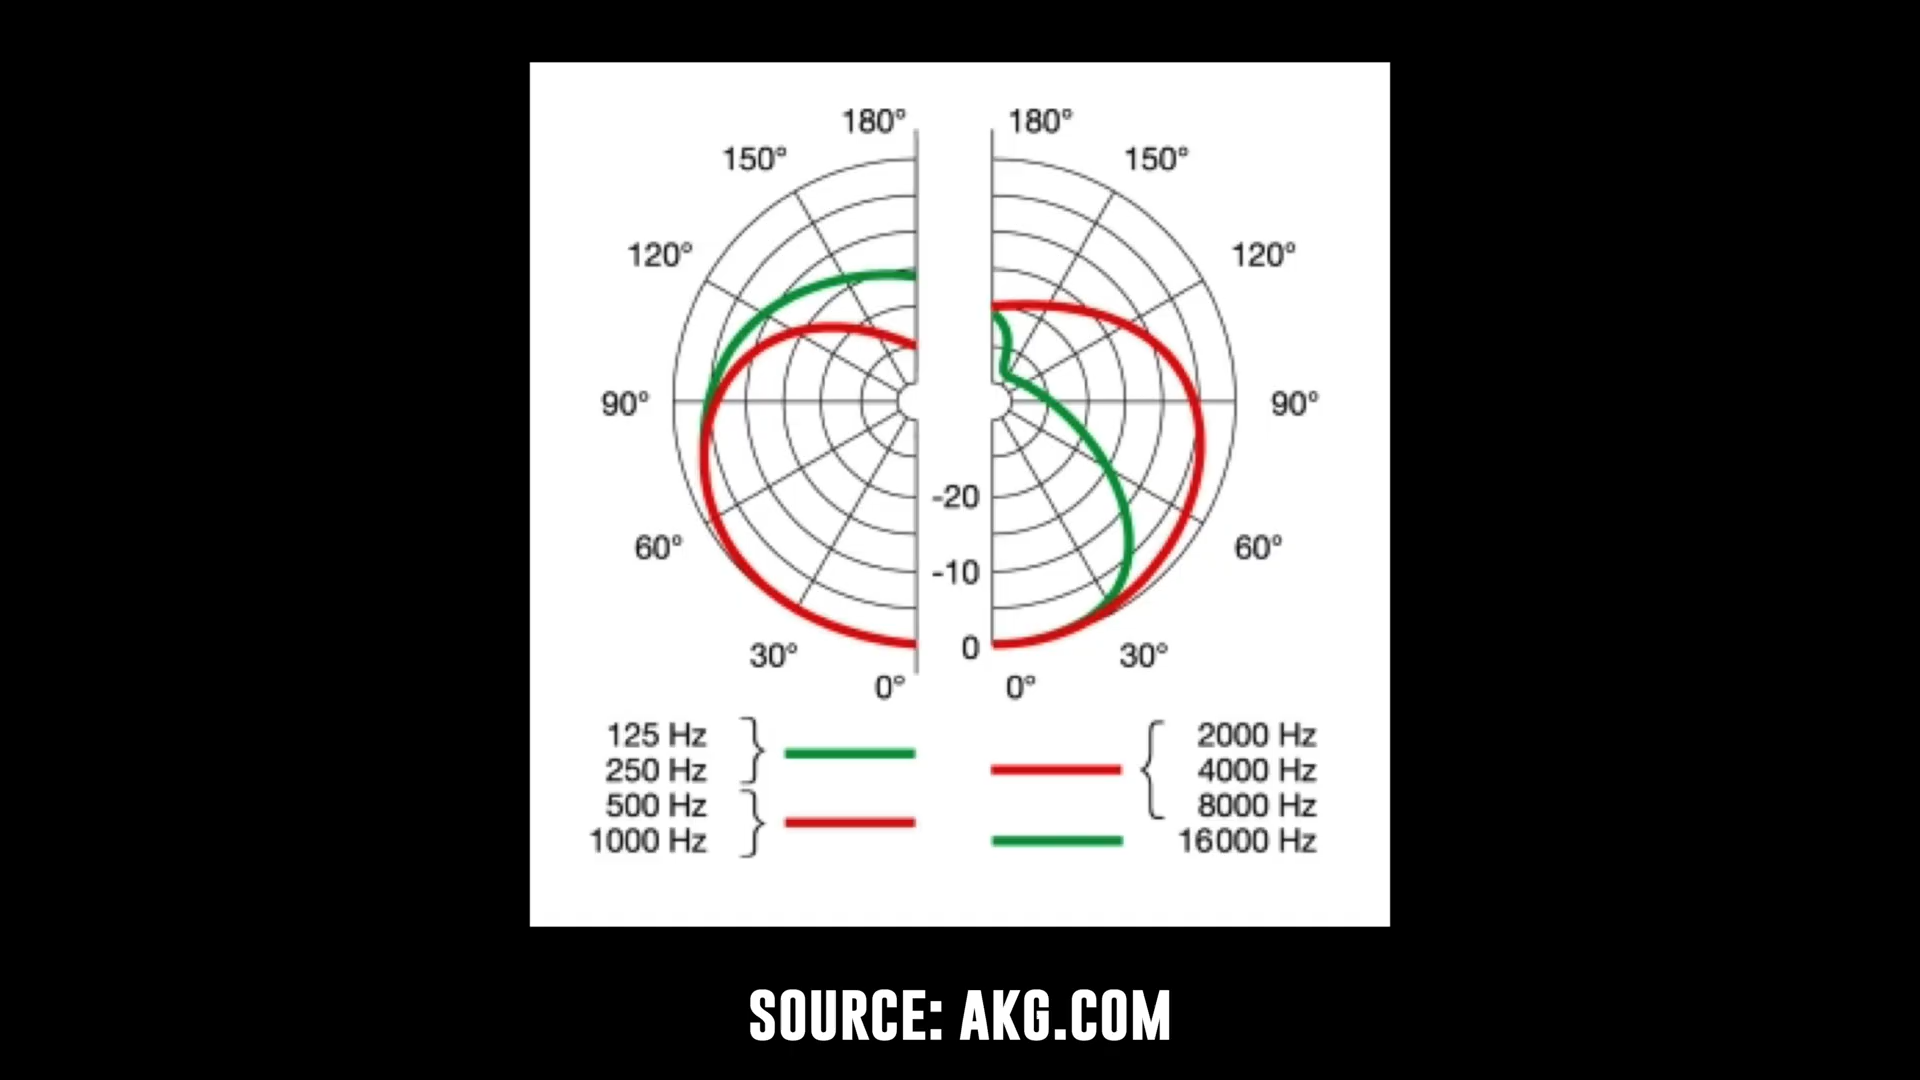 180° 180°
150° 150°
120° 120°
90° 90°
-20
60° 60°
-10
0
30° 30°
0° 0°
125 Hz 2000 Hz
250 Hz 4000 Hz
500 Hz 8000 Hz
1000 Hz 16000 Hz
SOURCE: AKG.COM